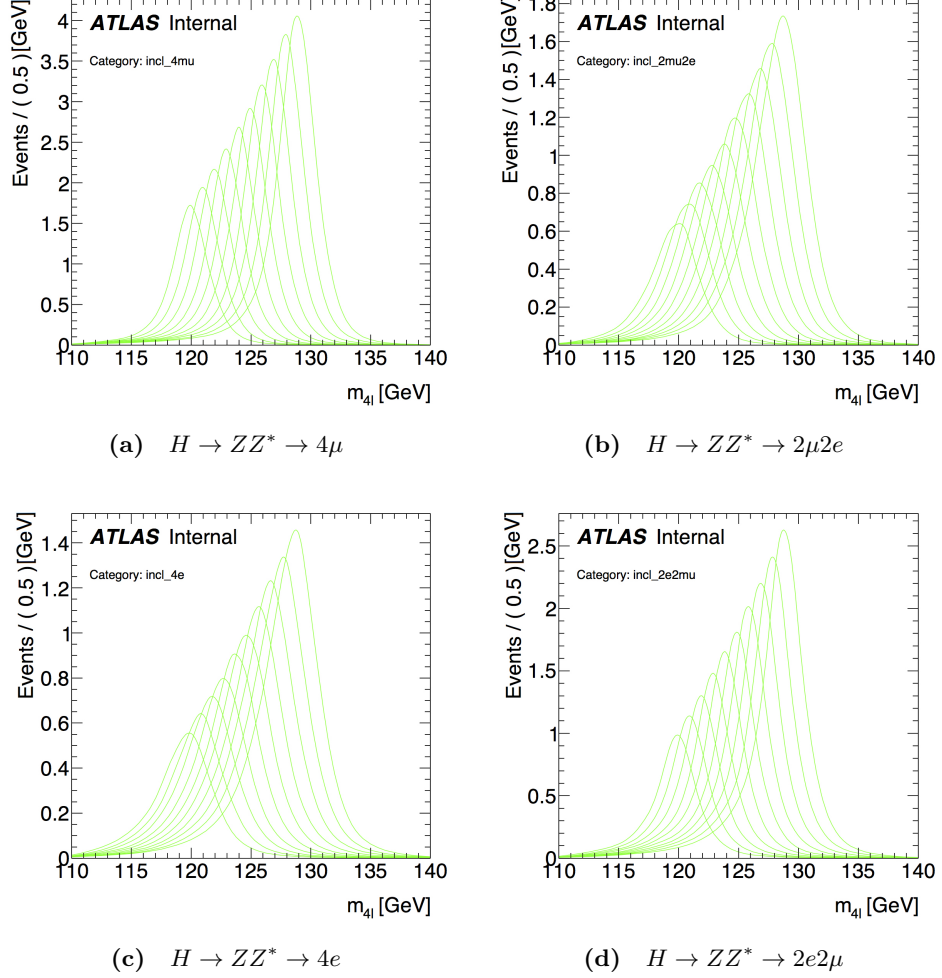 ATLAS Internal
Category: incl_4mu
Events / ( 0.5 )[GeV]
4
3.5
3
2.5
2
1.5
1
0.5
0
110 115 120 125 130 135 140
m4l [GeV]
(a) H → ZZ* → 4μ
ATLAS Internal
Category: incl_2mu2e
Events / ( 0.5 )[GeV]
1.8
1.6
1.4
1.2
1
0.8
0.6
0.4
0.2
0
110 115 120 125 130 135 140
m4l [GeV]
(b) H → ZZ* → 2μ2e
ATLAS Internal
Category: incl_4e
Events / ( 0.5 )[GeV]
1.4
1.2
1
0.8
0.6
0.4
0.2
0
110 115 120 125 130 135 140
m4l [GeV]
(c) H → ZZ* → 4e
ATLAS Internal
Category: incl_2e2mu
Events / ( 0.5 )[GeV]
2.5
2
1.5
1
0.5
0
110 115 120 125 130 135 140
m4l [GeV]
(d) H → ZZ* → 2e2μ